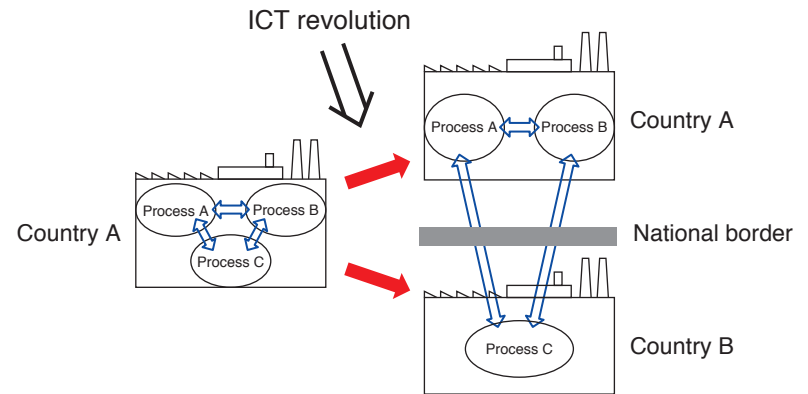 ICT revolution
Country A
Process A
Process B
Process C
Process A
Process B
Country A
National border
Process C
Country B